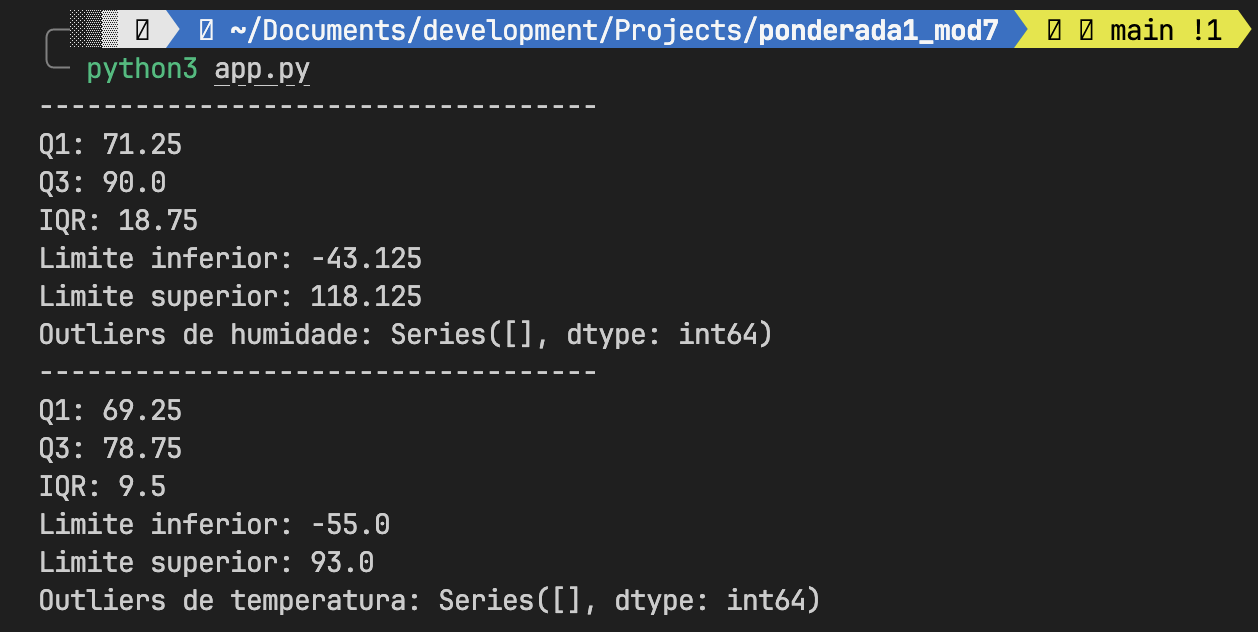 ~/Documents/development/Projects/ponderada1_mod7 main !1
python3 app.py
-----------------------------------
Q1: 71.25
Q3: 90.0
IQR: 18.75
Limite inferior: -43.125
Limite superior: 118.125
Outliers de humidade: Series([], dtype: int64)
-----------------------------------
Q1: 69.25
Q3: 78.75
IQR: 9.5
Limite inferior: -55.0
Limite superior: 93.0
Outliers de temperatura: Series([], dtype: int64)